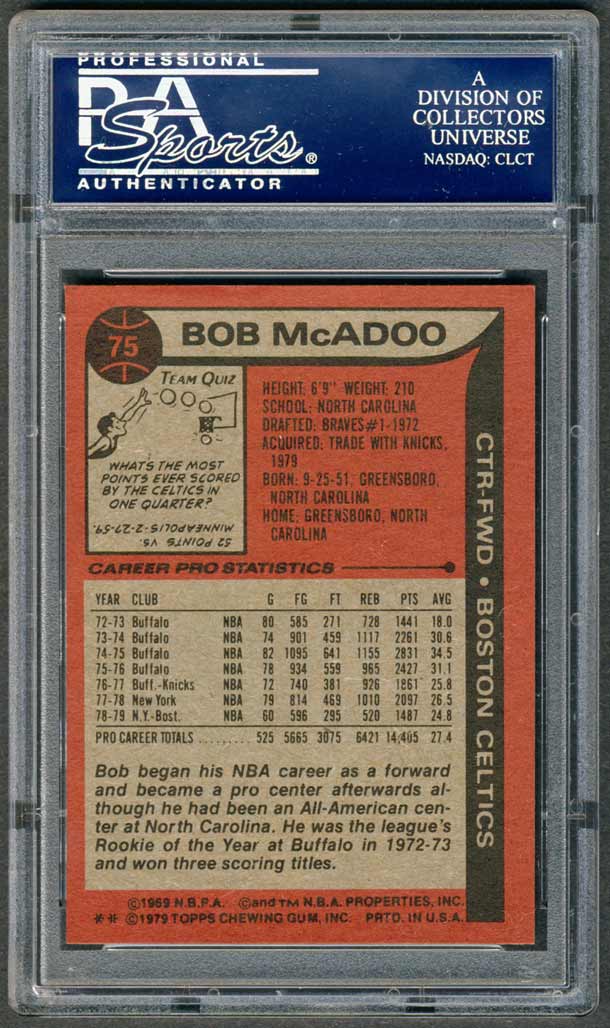 PROFESSIONAL
PSA
Sports®
AUTHENTICATOR
A
DIVISION OF
COLLECTORS
UNIVERSE
NASDAQ: CLCT
75
BOB McADOO
TEAM QUIZ
WHAT'S THE MOST
POINTS EVER SCORED
BY THE CELTICS IN
ONE QUARTER?
52 POINTS VS.
MINNEAPOLIS-2-27-59.
HEIGHT: 6'9" WEIGHT: 210
SCHOOL: NORTH CAROLINA
DRAFTED: BRAVES #1-1972
ACQUIRED: TRADE WITH KNICKS,
1979
BORN: 9-25-51, GREENSBORO,
NORTH CAROLINA
HOME: GREENSBORO, NORTH
CAROLINA
CTR-FWD • BOSTON CELTICS
CAREER PRO STATISTICS
YEAR CLUB G FG FT REB PTS AVG
72-73 Buffalo NBA 80 585 271 728 1441 18.0
73-74 Buffalo NBA 74 901 459 1117 2261 30.6
74-75 Buffalo NBA 82 1095 641 1155 2831 34.5
75-76 Buffalo NBA 78 934 559 965 2427 31.1
76-77 Buff.-Knicks NBA 72 740 381 926 1861 25.8
77-78 New York NBA 79 814 469 1010 2097 26.5
78-79 N.Y.-Bost. NBA 60 596 295 520 1487 24.8
PRO CAREER TOTALS ......... 525 5665 3075 6421 14,405 27.4
Bob began his NBA career as a forward
and became a pro center afterwards al-
though he had been an All-American cen-
ter at North Carolina. He was the league's
Rookie of the Year at Buffalo in 1972-73
and won three scoring titles.
©1969 N.B.P.A. ©and TM N.B.A. PROPERTIES, INC.
** ©1979 TOPPS CHEWING GUM, INC. PRTD. IN U.S.A.